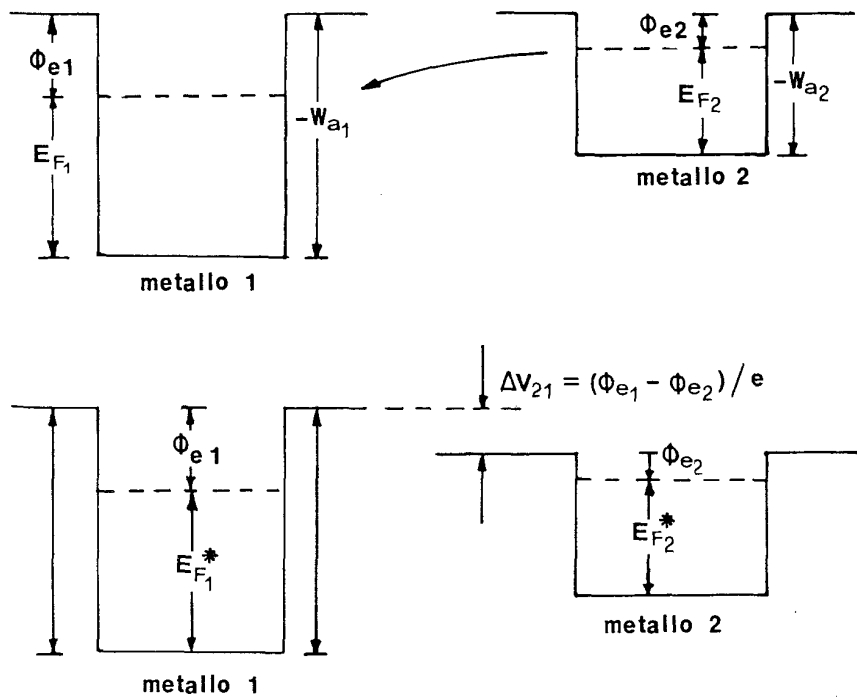 Φe1
EF1
-Wa1
metallo 1
Φe2
EF2
-Wa2
metallo 2
ΔV21 = (Φe1 - Φe2) / e
Φe1
EF1*
metallo 1
Φe2
EF2*
metallo 2